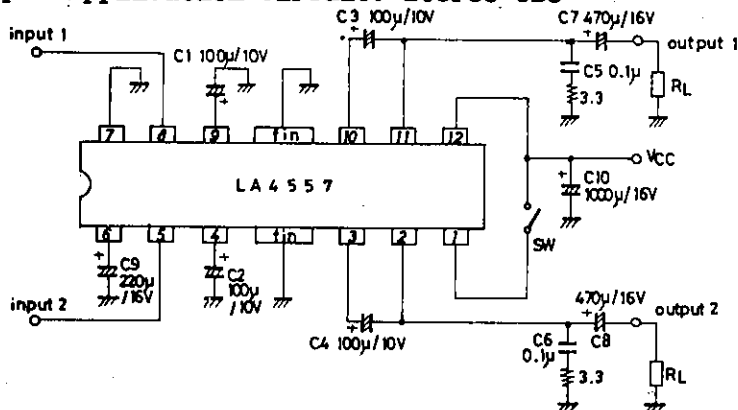 C3 100μ/10V
C7 470μ/16V
input 1
output 1
C1 100μ/10V
C5 0.1μ
3.3
RL
7 8 9 fin 10 11 12
LA4557
VCC
C10
1000μ/16V
SW
6 5 4 fin 3 2 1
C9
220μ
/16V
C2
100μ
/10V
input 2
C4 100μ/10V
470μ/16V
output 2
C8
C6
0.1μ
3.3
RL